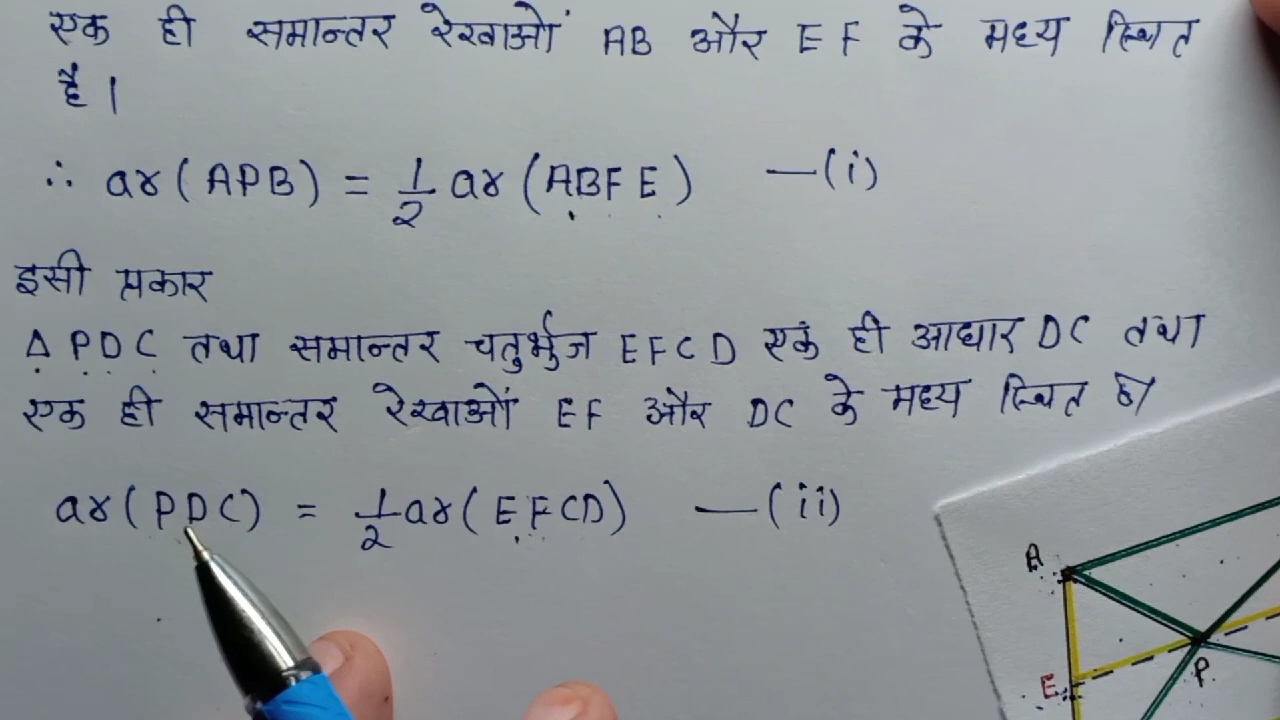 एक ही समान्तर रेखाओं AB और EF के मध्य स्थित
है।
∴ ar(APB) = 1/2 ar(ABFE) —(i)
इसी प्रकार
Δ PDC तथा समान्तर चतुर्भुज EFCD एक ही आधार DC तथा
एक ही समान्तर रेखाओं EF और DC के मध्य स्थित है।
ar(PDC) = 1/2 ar(EFCD) —(ii)
A
E
P